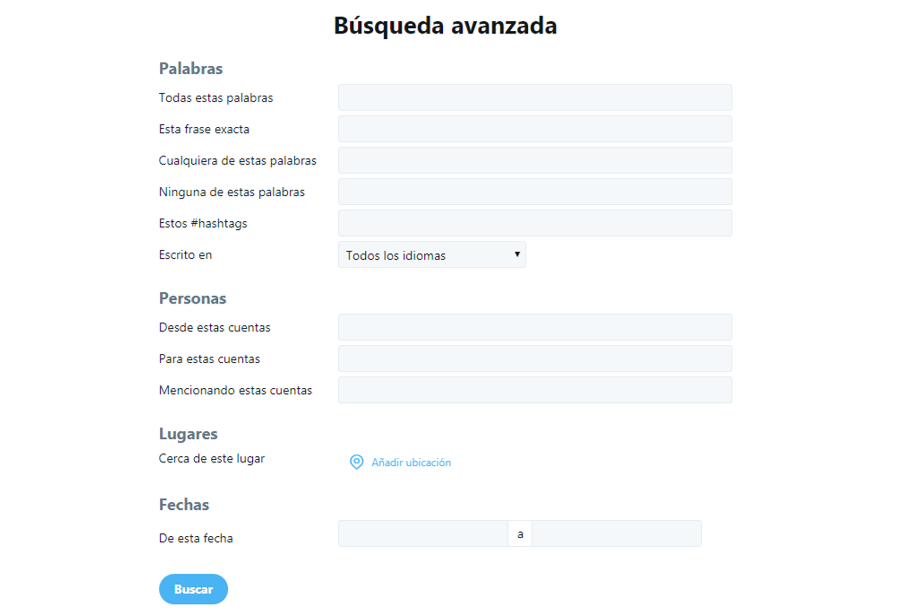 Búsqueda avanzada
Palabras
Todas estas palabras
Esta frase exacta
Cualquiera de estas palabras
Ninguna de estas palabras
Estos #hashtags
Escrito en Todos los idiomas
Personas
Desde estas cuentas
Para estas cuentas
Mencionando estas cuentas
Lugares
Cerca de este lugar Añadir ubicación
Fechas
De esta fecha a
Buscar